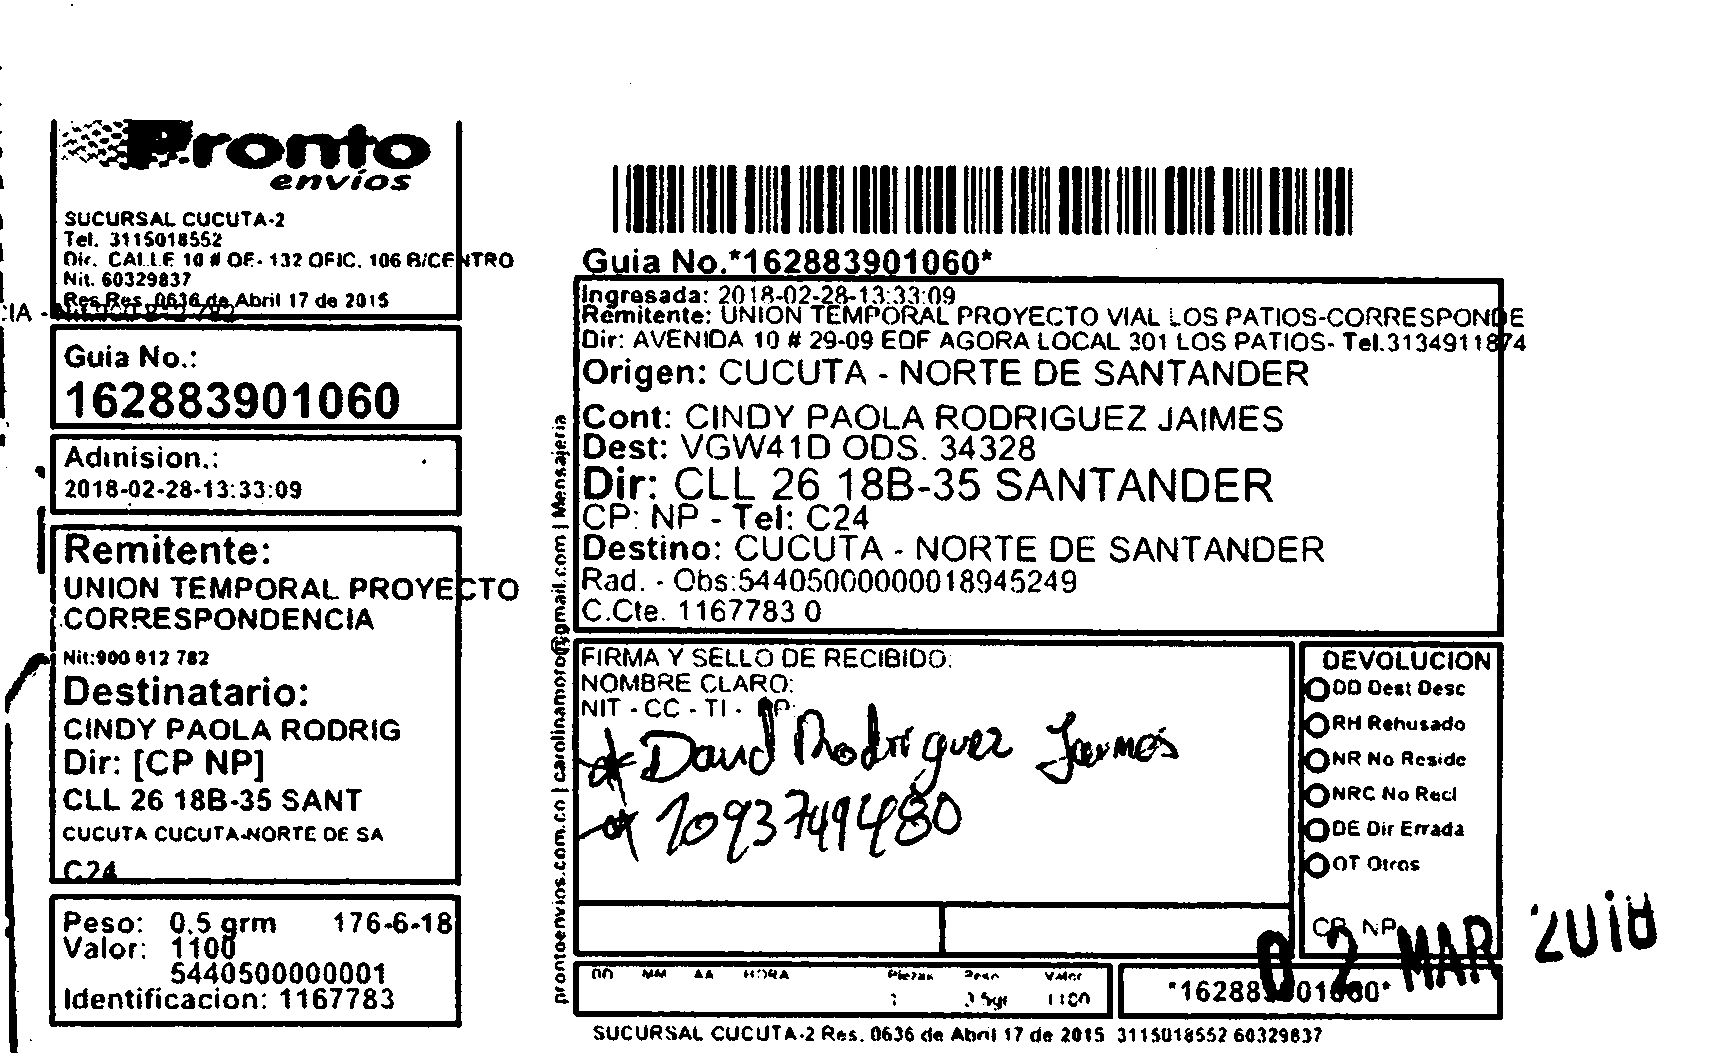 Pronto
envíos
SUCURSAL CUCUTA-2
Tel. 3115018552
Dir. CALLE 10 # OE- 132 OFIC. 106 B/CENTRO
Nit. 60329837
Res Res. 0636 de Abril 17 de 2015
Guia No.:
162883901060
Admision.:
2018-02-28-13:33:09
Remitente:
UNION TEMPORAL PROYECTO
CORRESPONDENCIA
Nit:900 812 782
Destinatario:
CINDY PAOLA RODRIG
Dir: [CP NP]
CLL 26 18B-35 SANT
CUCUTA CUCUTA-NORTE DE SA
C24
Peso: 0.5 grm 176-6-18
Valor: 1100
5440500000001
Identificacion: 1167783
prontoenvios.com.co | carolinamoro@gmail.com | Mensajeria
Guia No.*162883901060*
Ingresada: 2018-02-28-13:33:09
Remitente: UNION TEMPORAL PROYECTO VIAL LOS PATIOS-CORRESPONDE
Dir: AVENIDA 10 # 29-09 EDF AGORA LOCAL 301 LOS PATIOS- Tel.3134911874
Origen: CUCUTA - NORTE DE SANTANDER
Cont: CINDY PAOLA RODRIGUEZ JAIMES
Dest: VGW41D ODS. 34328
Dir: CLL 26 18B-35 SANTANDER
CP: NP - Tel: C24
Destino: CUCUTA - NORTE DE SANTANDER
Rad. - Obs:54405000000018945249
C.Cte. 1167783 0
FIRMA Y SELLO DE RECIBIDO:
NOMBRE CLARO:
NIT - CC - TI - RP:
David Rodríguez Jaimes
1093749480
DEVOLUCION
DD Dest Desc
RH Rehusado
NR No Reside
NRC No Recl
DE Dir Errada
OT Otros
CP NP
02 MAR 2018
DD MM AA HORA Piezas Peso Valor
1 0.5gr 1100
*162883901060*
SUCURSAL CUCUTA-2 Res. 0636 de Abril 17 de 2015 3115018552 60329837